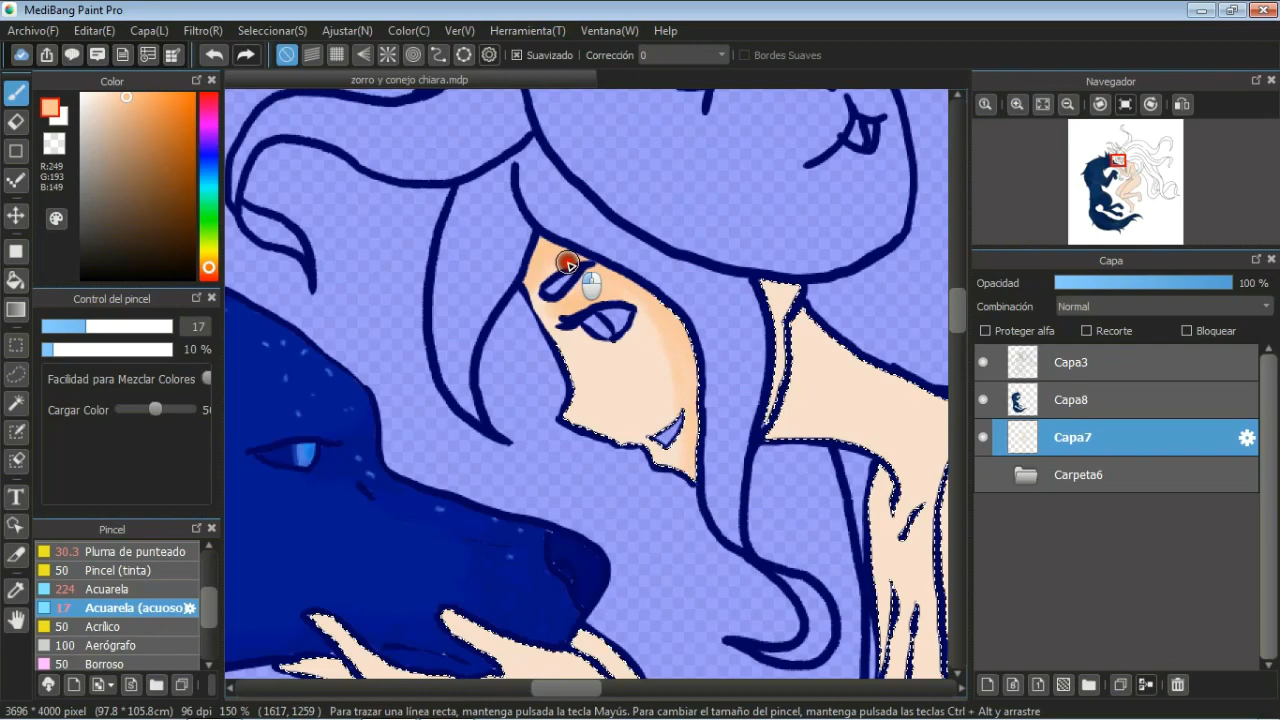 MediBang Paint Pro
Archivo(F) Editar(E) Capa(L) Filtro(R) Seleccionar(S) Ajustar(N) Color(C) Ver(V) Herramienta(T) Ventana(W) Help
Suavizado Corrección 0 Bordes Suaves
Color
zorro y conejo chiara.mdp
Navegador
R:249
G:193
B:149
Capa
Opacidad 100 %
Combinación Normal
Proteger alfa Recorte Bloquear
Control del pincel
17
10 %
Facilidad para Mezclar Colores
Cargar Color 50
Capa3
Capa8
Capa7
Carpeta6
Pincel
30.3 Pluma de punteado
50 Pincel (tinta)
224 Acuarela
17 Acuarela (acuoso)
50 Acrílico
100 Aerógrafo
50 Borroso
3696 * 4000 pixel (97.8 * 105.8cm) 96 dpi 150 % (1617, 1259) Para trazar una línea recta, mantenga pulsada la tecla Mayús. Para cambiar el tamaño del pincel, mantenga pulsadas las teclas Ctrl + Alt y arrastre